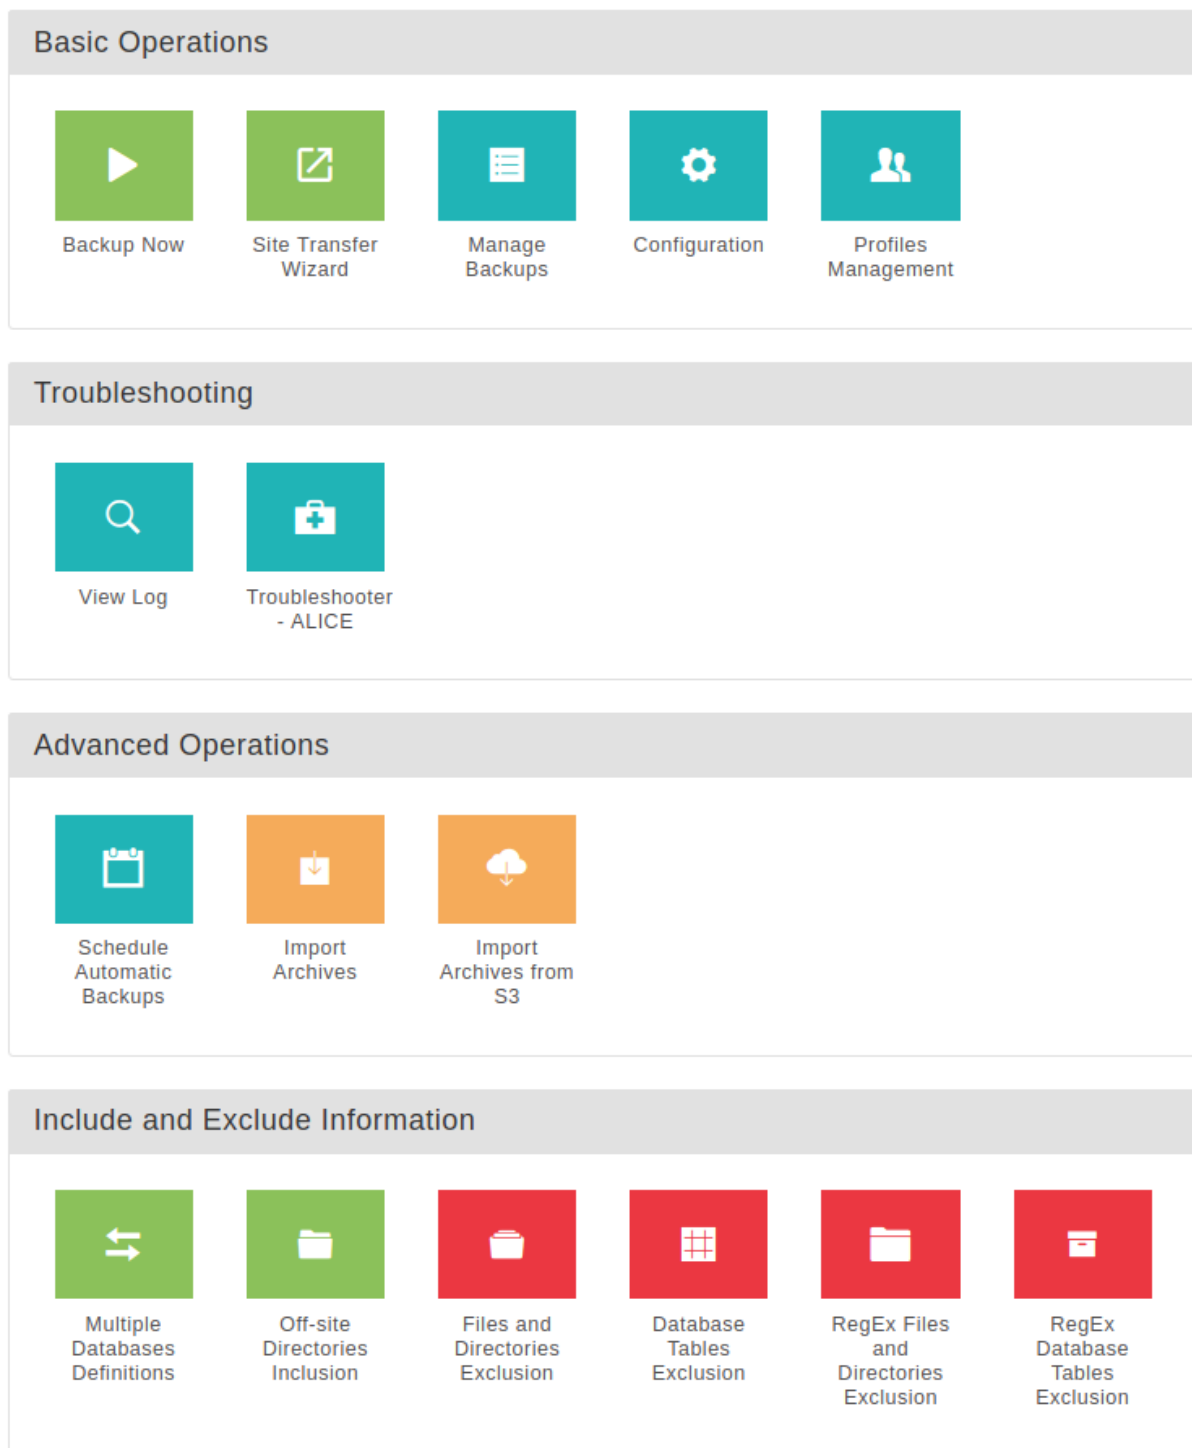 Basic Operations
Backup Now
Site Transfer
Wizard
Manage
Backups
Configuration
Profiles
Management
Troubleshooting
View Log
Troubleshooter
- ALICE
Advanced Operations
Schedule
Automatic
Backups
Import
Archives
Import
Archives from
S3
Include and Exclude Information
Multiple
Databases
Definitions
Off-site
Directories
Inclusion
Files and
Directories
Exclusion
Database
Tables
Exclusion
RegEx Files
and
Directories
Exclusion
RegEx
Database
Tables
Exclusion